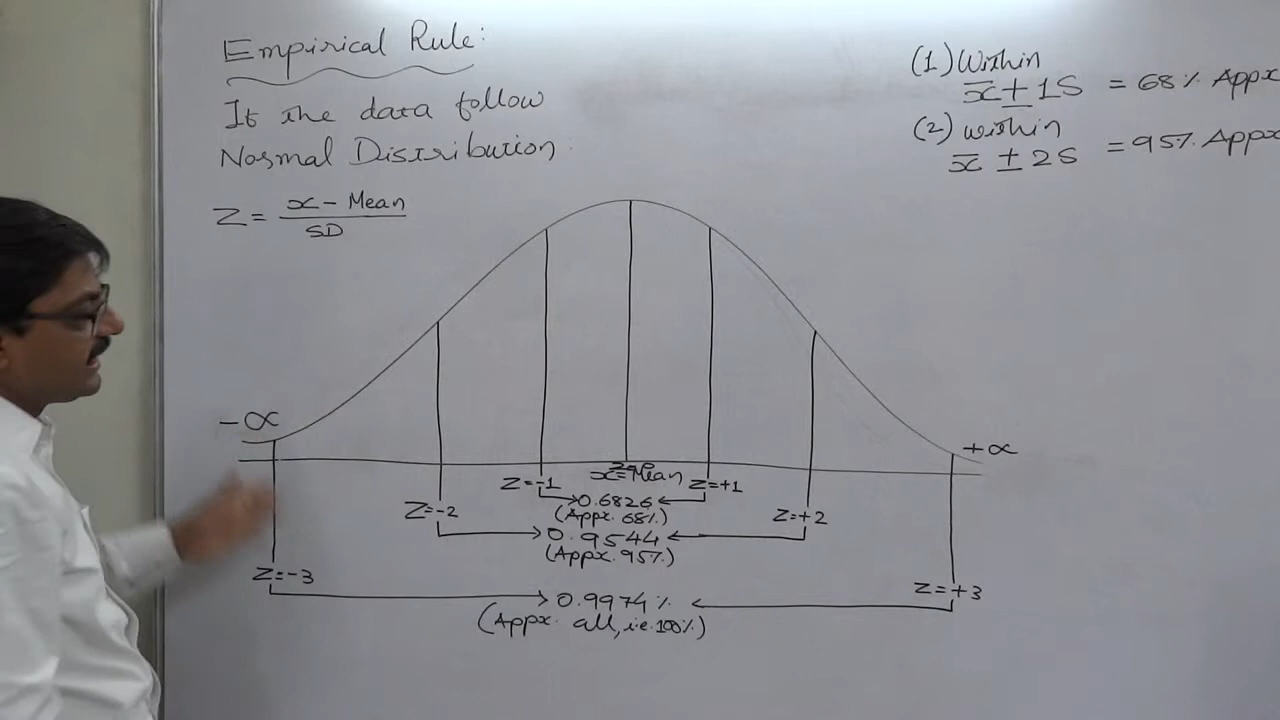 Empirical Rule:
If the data follow
Normal Distribution:
Z = x - Mean
SD
(1) Within
x̄ ± 1S = 68% Appx
(2) within
x̄ ± 2S = 95% Appx
-∝
+∝
Z=0
x=Mean
Z=-1
Z=+1
0.6826
(Appx. 68%)
Z=-2
Z=+2
0.9544
(Appx. 95%)
Z=-3
Z=+3
0.9974%
(Appx. all, i.e. 100%)